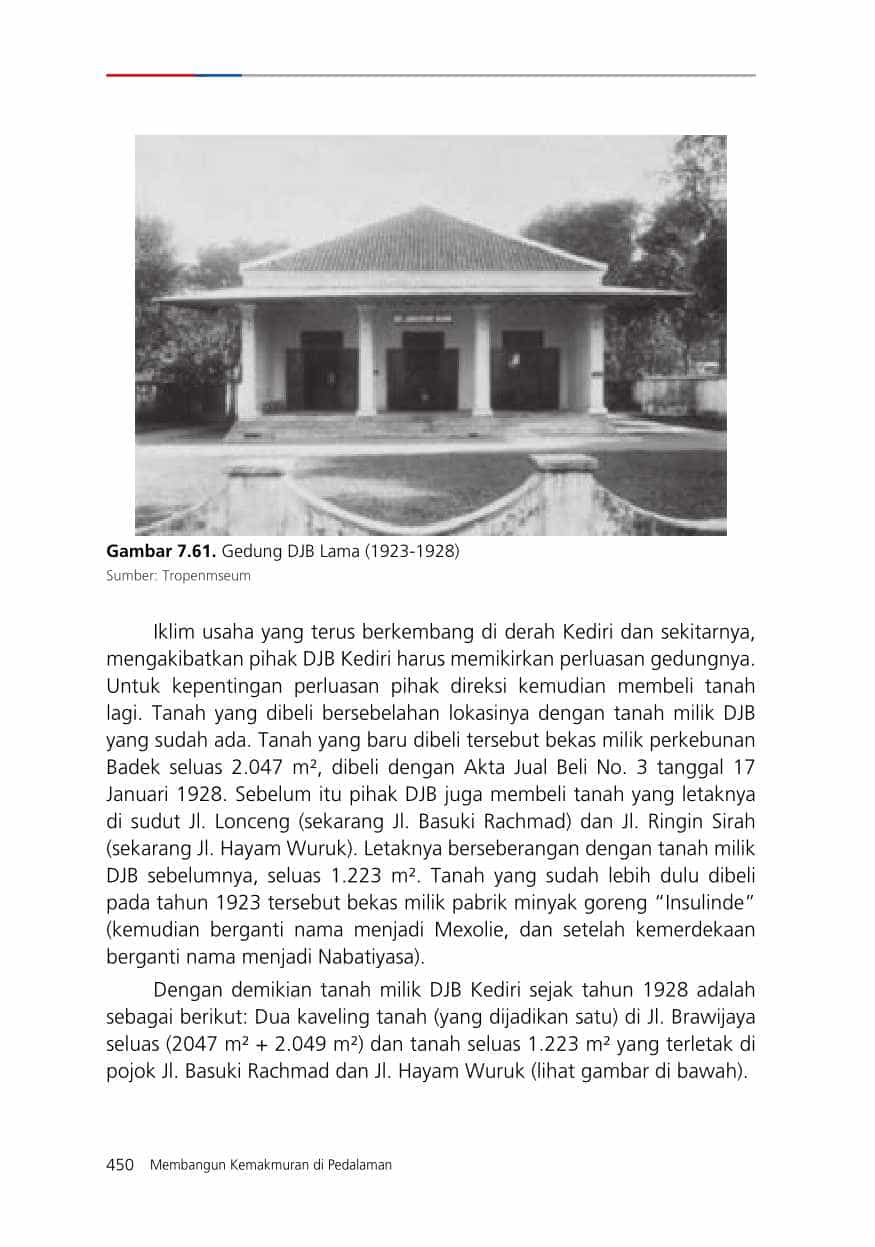 Gambar 7.61. Gedung DJB Lama (1923-1928)
Sumber: Tropenmseum
Iklim usaha yang terus berkembang di derah Kediri dan sekitarnya,
mengakibatkan pihak DJB Kediri harus memikirkan perluasan gedungnya.
Untuk kepentingan perluasan pihak direksi kemudian membeli tanah
lagi. Tanah yang dibeli bersebelahan lokasinya dengan tanah milik DJB
yang sudah ada. Tanah yang baru dibeli tersebut bekas milik perkebunan
Badek seluas 2.047 m², dibeli dengan Akta Jual Beli No. 3 tanggal 17
Januari 1928. Sebelum itu pihak DJB juga membeli tanah yang letaknya
di sudut Jl. Lonceng (sekarang Jl. Basuki Rachmad) dan Jl. Ringin Sirah
(sekarang Jl. Hayam Wuruk). Letaknya berseberangan dengan tanah milik
DJB sebelumnya, seluas 1.223 m². Tanah yang sudah lebih dulu dibeli
pada tahun 1923 tersebut bekas milik pabrik minyak goreng “Insulinde”
(kemudian berganti nama menjadi Mexolie, dan setelah kemerdekaan
berganti nama menjadi Nabatiyasa).
Dengan demikian tanah milik DJB Kediri sejak tahun 1928 adalah
sebagai berikut: Dua kaveling tanah (yang dijadikan satu) di Jl. Brawijaya
seluas (2047 m² + 2.049 m²) dan tanah seluas 1.223 m² yang terletak di
pojok Jl. Basuki Rachmad dan Jl. Hayam Wuruk (lihat gambar di bawah).
450 Membangun Kemakmuran di Pedalaman